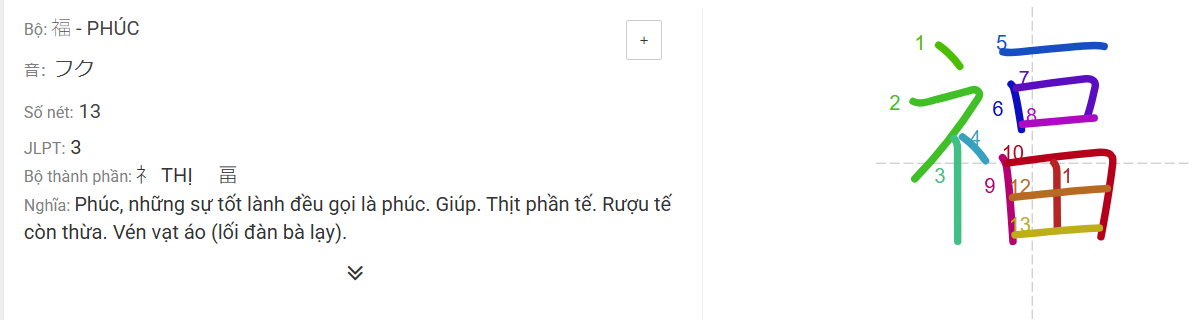 Bộ: 福 - PHÚC
+
音: フク
Số nét: 13
JLPT: 3
Bộ thành phần: 礻 THỊ 畐
Nghĩa: Phúc, những sự tốt lành đều gọi là phúc. Giúp. Thịt phần tế. Rượu tế
còn thừa. Vén vạt áo (lối đàn bà lạy).
福
1
2
3
4
5
6
7
8
9
10
1
12
13